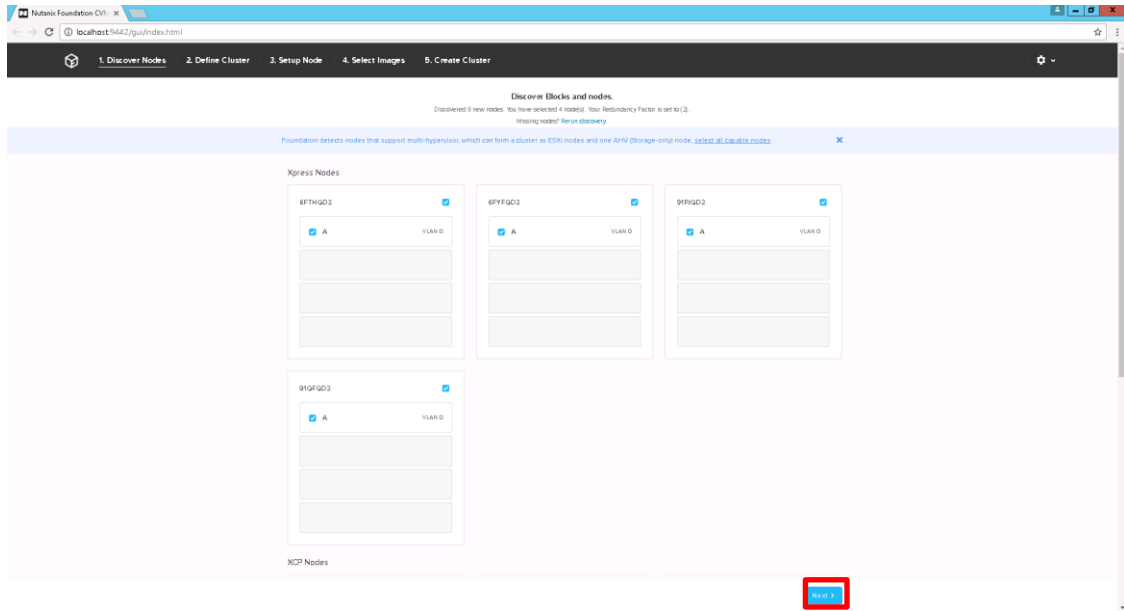 Nutanix Foundation CVM
localhost:9442/gui/index.html
1. Discover Nodes 2. Define Cluster 3. Setup Node 4. Select Images 5. Create Cluster
Discover Blocks and nodes.
Discovered 8 new nodes. You have selected 4 node(s). Your Redundancy Factor is set to (2).
Missing nodes? Rerun discovery
Foundation detects nodes that support multi-hypervisor, which can form a cluster as ESXi nodes and one AHV (Storage-only) node, select all capable nodes
Xpress Nodes
6FTHGD2 6FYFGD2
A VLAN 0 A VLAN 0 A VLAN 0
91QFGD2
A VLAN 0
XCP Nodes
Next >